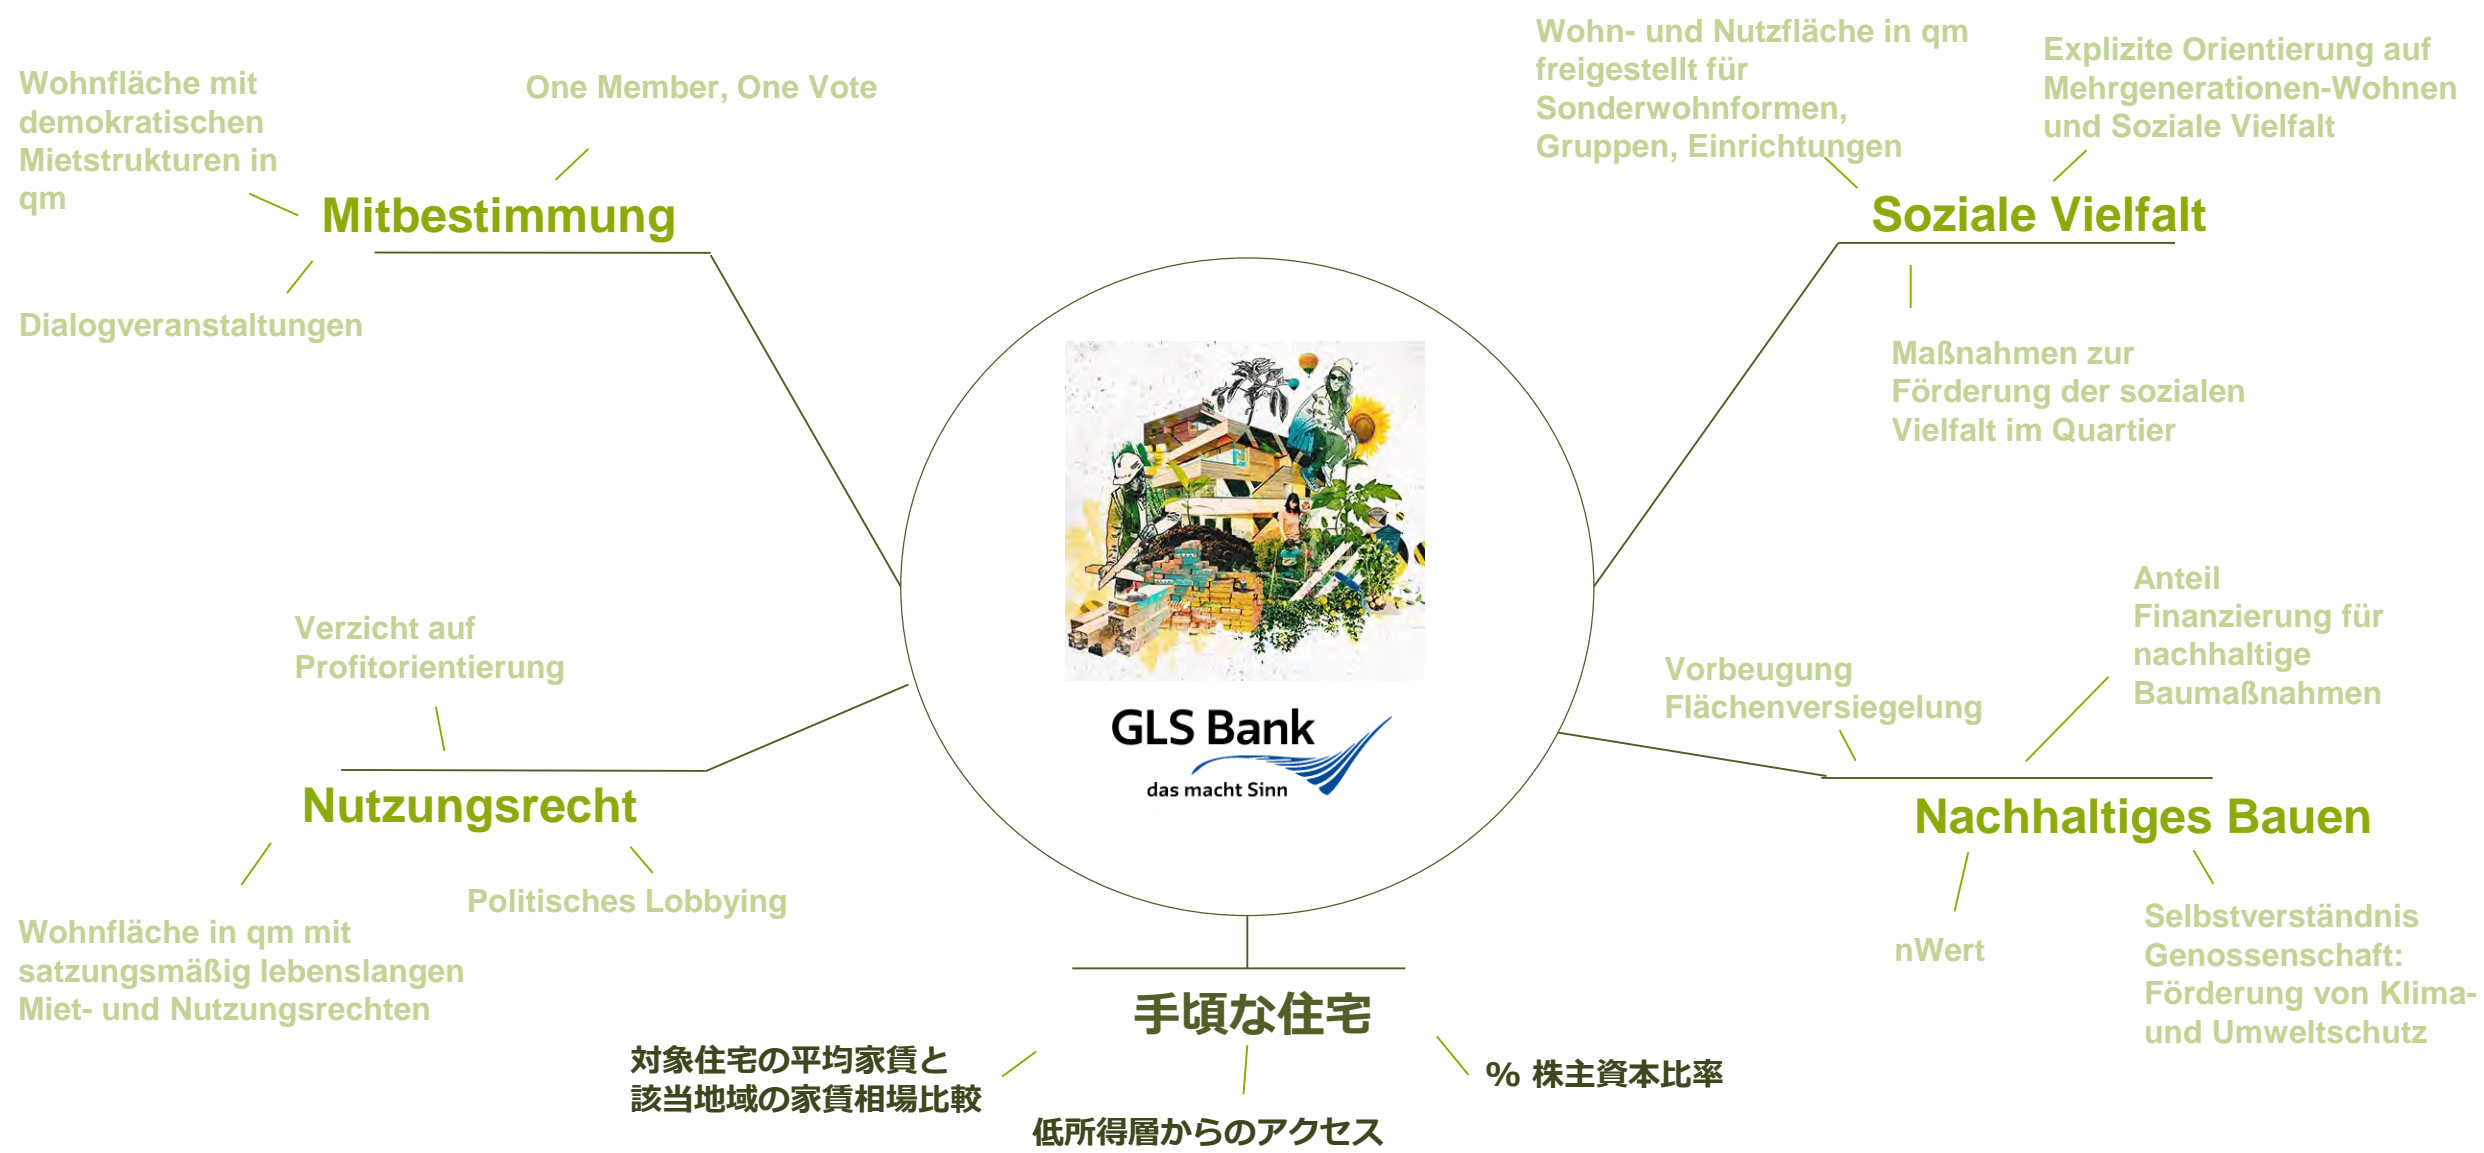 Wohnfläche mit
demokratischen
Mietstrukturen in
qm
One Member, One Vote
Mitbestimmung
Dialogveranstaltungen
Wohn- und Nutzfläche in qm
freigestellt für
Sonderwohnformen,
Gruppen, Einrichtungen
Explizite Orientierung auf
Mehrgenerationen-Wohnen
und Soziale Vielfalt
Soziale Vielfalt
Maßnahmen zur
Förderung der sozialen
Vielfalt im Quartier
GLS Bank
das macht Sinn
Verzicht auf
Profitorientierung
Nutzungsrecht
Wohnfläche in qm mit
satzungsmäßig lebenslangen
Miet- und Nutzungsrechten
Politisches Lobbying
Vorbeugung
Flächenversiegelung
Anteil
Finanzierung für
nachhaltige
Baumaßnahmen
Nachhaltiges Bauen
nWert
Selbstverständnis
Genossenschaft:
Förderung von Klima-
und Umweltschutz
手頃な住宅
対象住宅の平均家賃と
該当地域の家賃相場比較
低所得層からのアクセス
% 株主資本比率